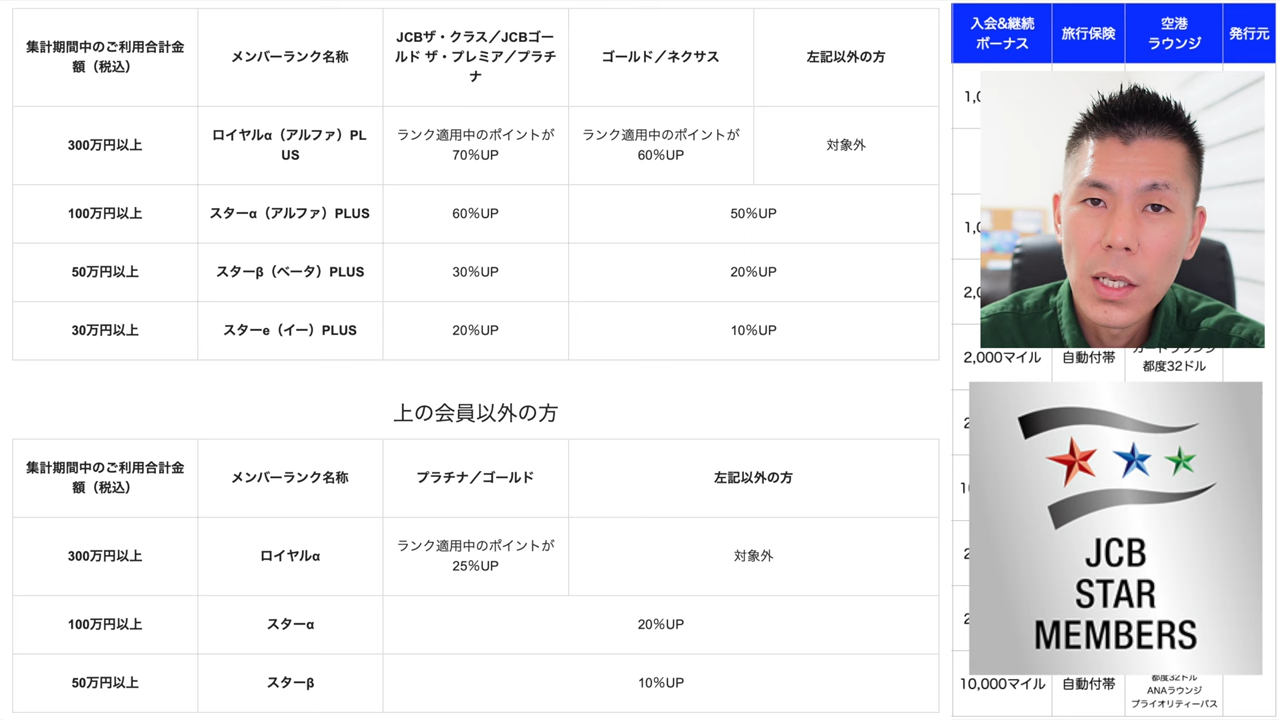 集計期間中のご利用合計金
額（税込）
メンバーランク名称
JCBザ・クラス／JCBゴー
ルド ザ・プレミア／プラチ
ナ
ゴールド／ネクサス
左記以外の方
300万円以上
ロイヤルα（アルファ）PL
US
ランク適用中のポイントが
70%UP
ランク適用中のポイントが
60%UP
対象外
100万円以上
スターα（アルファ）PLUS
60%UP
50%UP
50万円以上
スターβ（ベータ）PLUS
30%UP
20%UP
30万円以上
スターe（イー）PLUS
20%UP
10%UP
上の会員以外の方
集計期間中のご利用合計金
額（税込）
メンバーランク名称
プラチナ／ゴールド
左記以外の方
300万円以上
ロイヤルα
ランク適用中のポイントが
25%UP
対象外
100万円以上
スターα
20%UP
50万円以上
スターβ
10%UP
入会&継続
ボーナス
旅行保険
空港
ラウンジ
発行元
2,000マイル
自動付帯
都度32ドル
JCB
STAR
MEMBERS
10,000マイル
自動付帯
都度32ドル
ANAラウンジ
プライオリティーパス